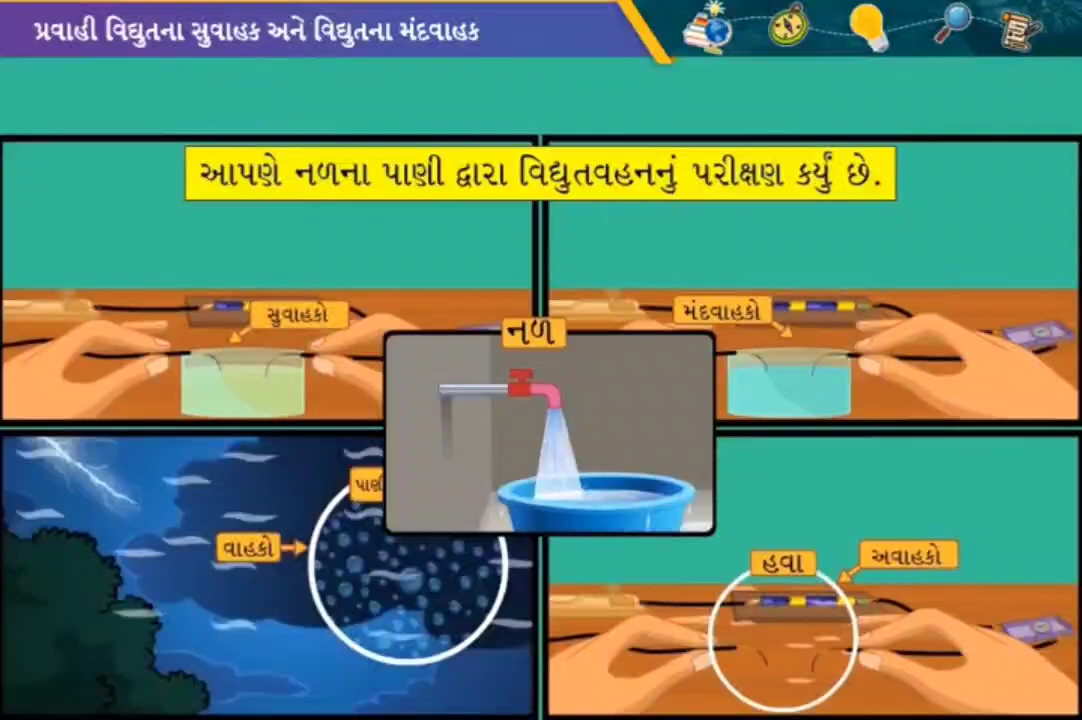 પ્રવાહી વિદ્યુતના સુવાહક અને વિદ્યુતના મંદવાહક
આપણે નળના પાણી દ્વારા વિદ્યુતવહનનું પરીક્ષણ કર્યું છે.
સુવાહકો
મંદવાહકો
નળ
પાણી
વાહકો
હવા
અવાહકો